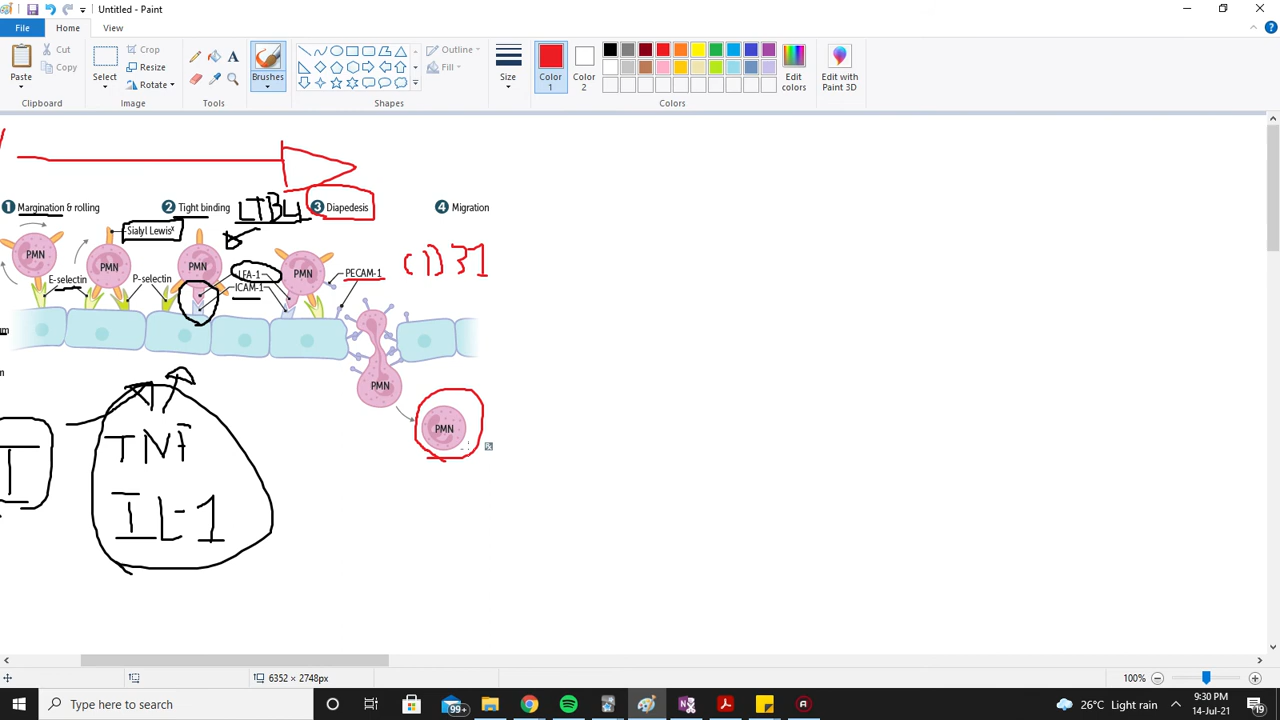 Untitled - Paint
File
Home
View
Paste
Cut
Copy
Clipboard
Select
Crop
Resize
Rotate
Image
A
Tools
Brushes
Shapes
Outline
Fill
Size
Color 1
Color 2
Edit colors
Edit with Paint 3D
Colors
1 Margination & rolling
2 Tight binding
LTB4
3 Diapedesis
4 Migration
Sialyl Lewisx
PMN
PMN
PMN
PMN
LFA-1
PECAM-1
CD31
E-selectin
P-selectin
ICAM-1
PMN
PMN
TNF
I
IL-1
6352 × 2748px
100%
Type here to search
99+
26°C Light rain
9:30 PM
14-Jul-21
19